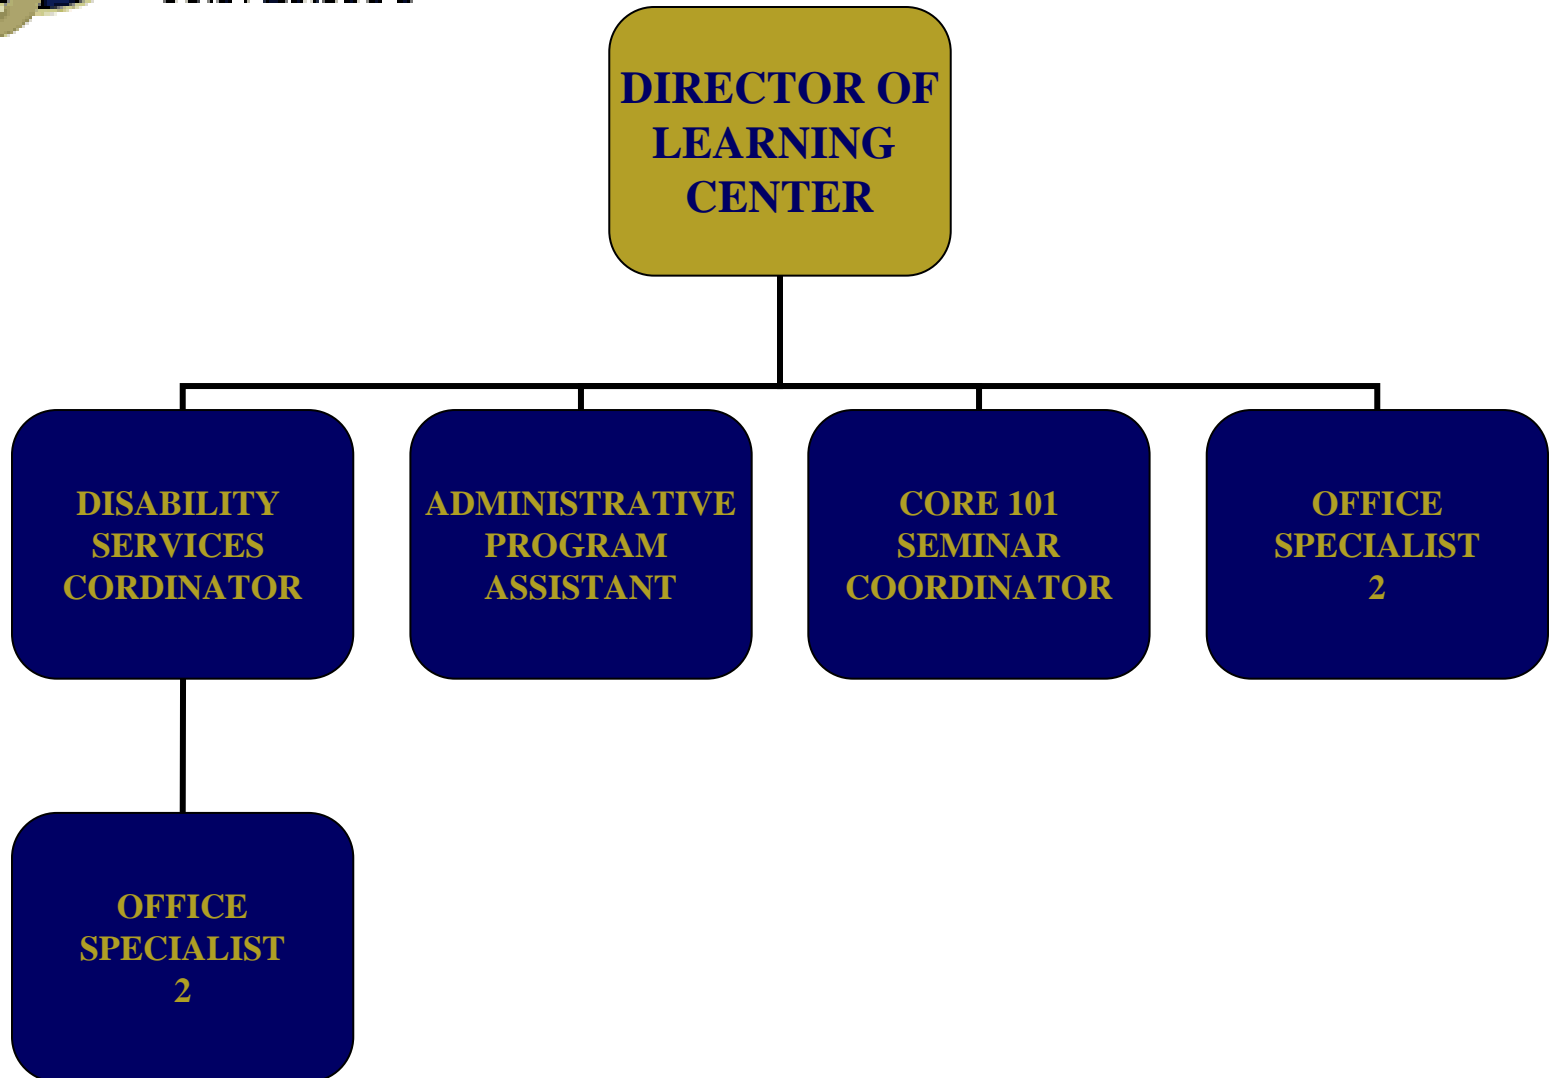 DIRECTOR OF
LEARNING
CENTER
DISABILITY
SERVICES
CORDINATOR
ADMINISTRATIVE
PROGRAM
ASSISTANT
CORE 101
SEMINAR
COORDINATOR
OFFICE
SPECIALIST
2
OFFICE
SPECIALIST
2